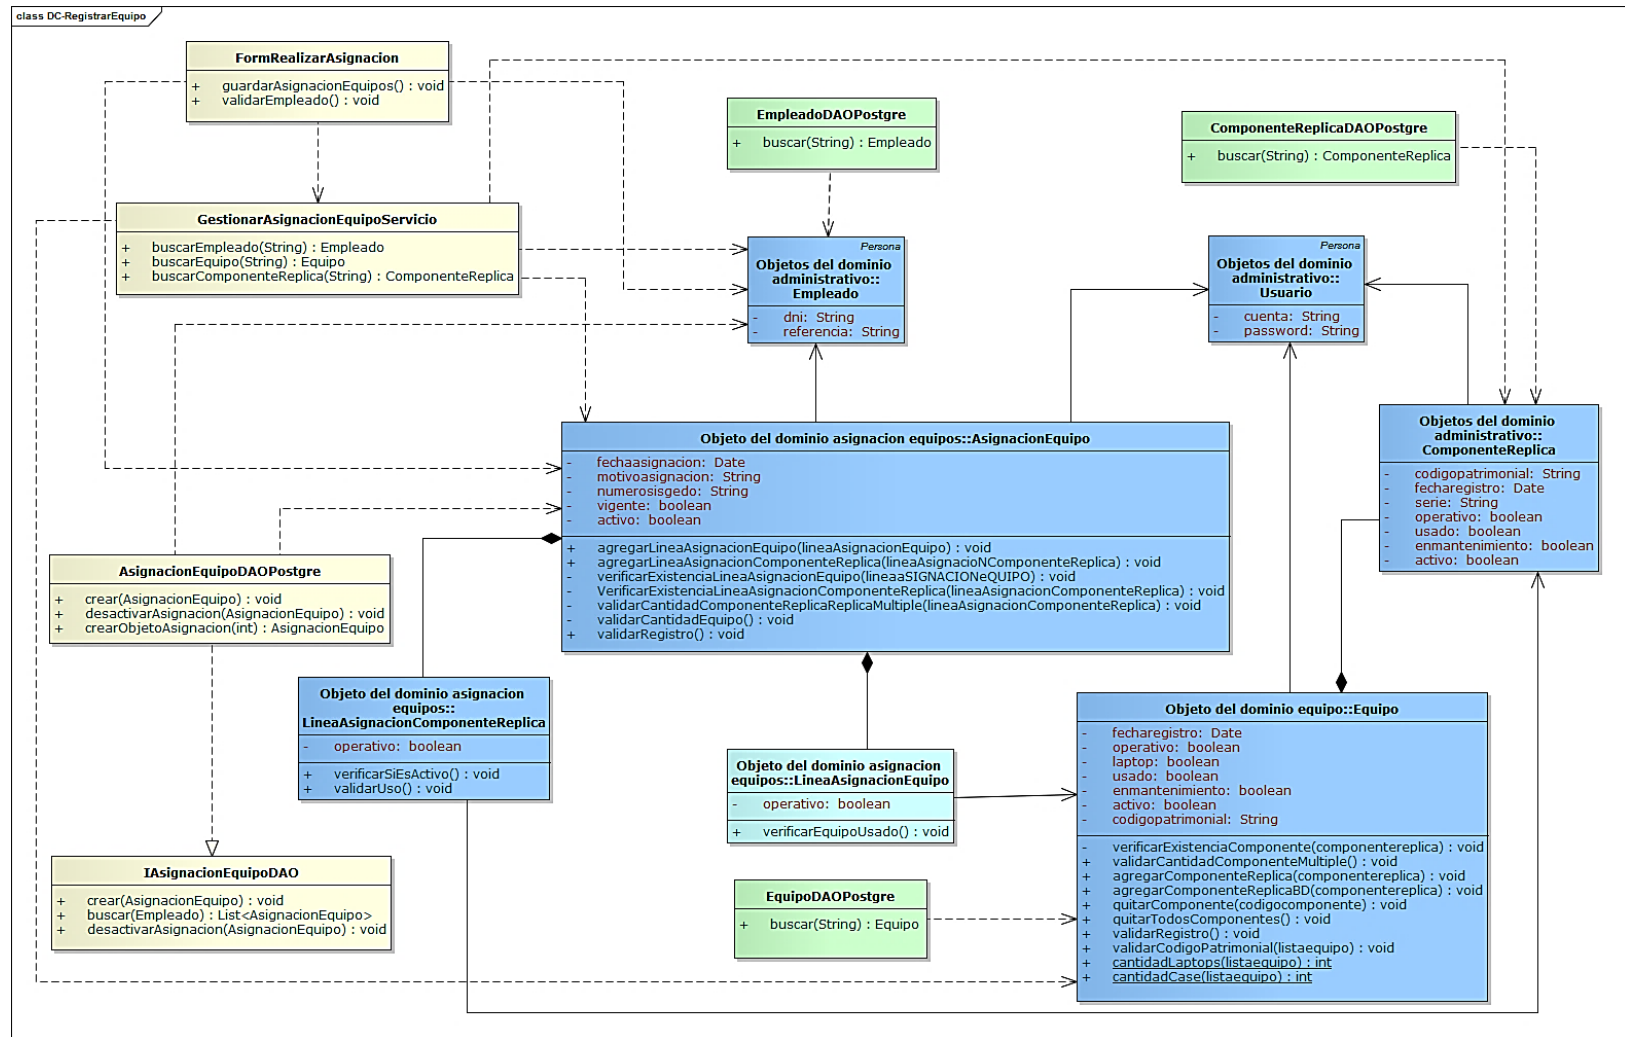 class DC-RegistrarEquipo
FormRealizarAsignacion
+ guardarAsignacionEquipos() : void
+ validarEmpleado() : void
EmpleadoDAOPostgre
+ buscar(String) : Empleado
ComponenteReplicaDAOPostgre
+ buscar(String) : ComponenteReplica
GestionarAsignacionEquipoServicio
+ buscarEmpleado(String) : Empleado
+ buscarEquipo(String) : Equipo
+ buscarComponenteReplica(String) : ComponenteReplica
Persona
Objetos del dominio
administrativo::
Empleado
- dni: String
- referencia: String
Persona
Objetos del dominio
administrativo::
Usuario
- cuenta: String
- password: String
Objetos del dominio
administrativo::
ComponenteReplica
- codigopatrimonial: String
- fecharegistro: Date
- serie: String
- operativo: boolean
- usado: boolean
- enmantenimiento: boolean
- activo: boolean
Objeto del dominio asignacion equipos::AsignacionEquipo
- fechaasignacion: Date
- motivoasignacion: String
- numerosisgedo: String
- vigente: boolean
- activo: boolean
+ agregarLineaAsignacionEquipo(lineaAsignacionEquipo) : void
+ agregarLineaAsignacionComponenteReplica(lineaAsignacioNComponenteReplica) : void
- verificarExistenciaLineaAsignacionEquipo(lineaaSIGNACIONeQUIPO) : void
- VerificarExistenciaLineaAsignacionComponenteReplica(lineaAsignacionComponenteReplica) : void
- validarCantidadComponenteReplicaReplicaMultiple(lineaAsignacionComponenteReplica) : void
- validarCantidadEquipo() : void
+ validarRegistro() : void
AsignacionEquipoDAOPostgre
+ crear(AsignacionEquipo) : void
+ desactivarAsignacion(AsignacionEquipo) : void
+ crearObjetoAsignacion(int) : AsignacionEquipo
Objeto del dominio asignacion
equipos::
LineaAsignacionComponenteReplica
- operativo: boolean
+ verificarSiEsActivo() : void
+ validarUso() : void
Objeto del dominio asignacion
equipos::LineaAsignacionEquipo
- operativo: boolean
+ verificarEquipoUsado() : void
Objeto del dominio equipo::Equipo
- fecharegistro: Date
- operativo: boolean
- laptop: boolean
- usado: boolean
- enmantenimiento: boolean
- activo: boolean
- codigopatrimonial: String
- verificarExistenciaComponente(componentereplica) : void
+ validarCantidadComponenteMultiple() : void
+ agregarComponenteReplica(componentereplica) : void
+ agregarComponenteReplicaBD(componentereplica) : void
+ quitarComponente(codigocomponente) : void
+ quitarTodosComponentes() : void
+ validarRegistro() : void
+ validarCodigoPatrimonial(listaequipo) : void
+ cantidadLaptops(listaequipo) : int
+ cantidadCase(listaequipo) : int
IAsignacionEquipoDAO
+ crear(AsignacionEquipo) : void
+ buscar(Empleado) : List<AsignacionEquipo>
+ desactivarAsignacion(AsignacionEquipo) : void
EquipoDAOPostgre
+ buscar(String) : Equipo